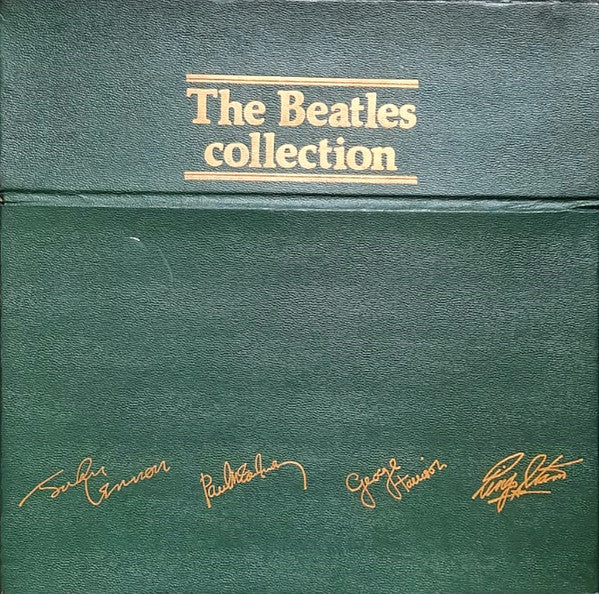 The Beatles
collection
John Lennon Paul McCartney George Harrison Ringo Starr